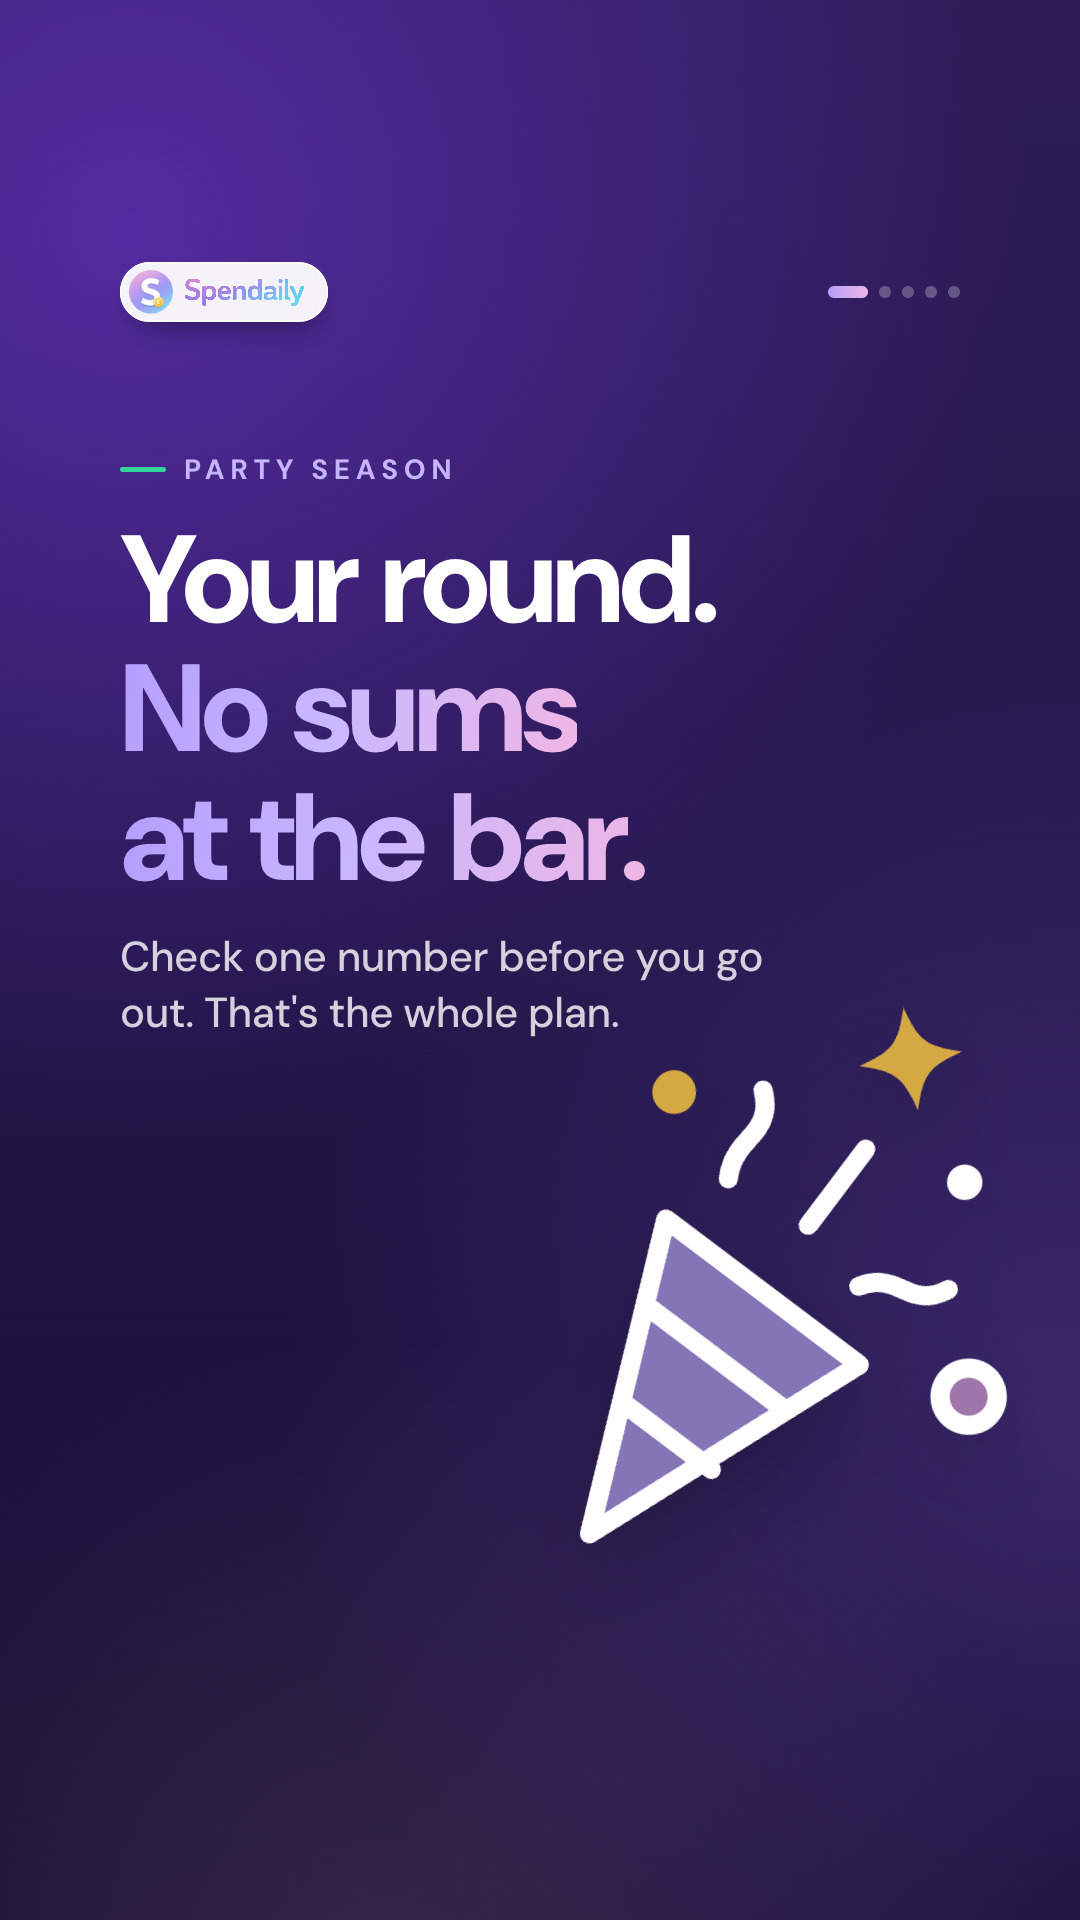 Spendaily
PARTY SEASON
Your round.
No sums
at the bar.
Check one number before you go
out. That's the whole plan.